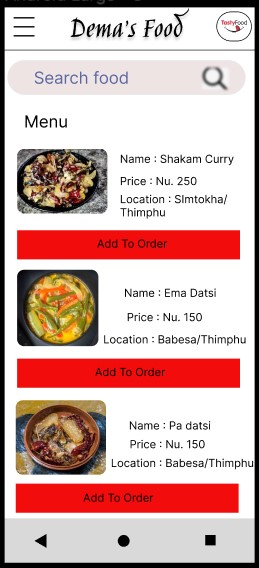 Dema's Food
TastyFood
Search food
Menu
Name : Shakam Curry
Price : Nu. 250
Location : SImtokha/
Thimphu
Add To Order
Name : Ema Datsi
Price : Nu. 150
Location : Babesa/Thimphu
Add To Order
Name : Pa datsi
Price : Nu. 150
Location : Babesa/Thimphu
Add To Order